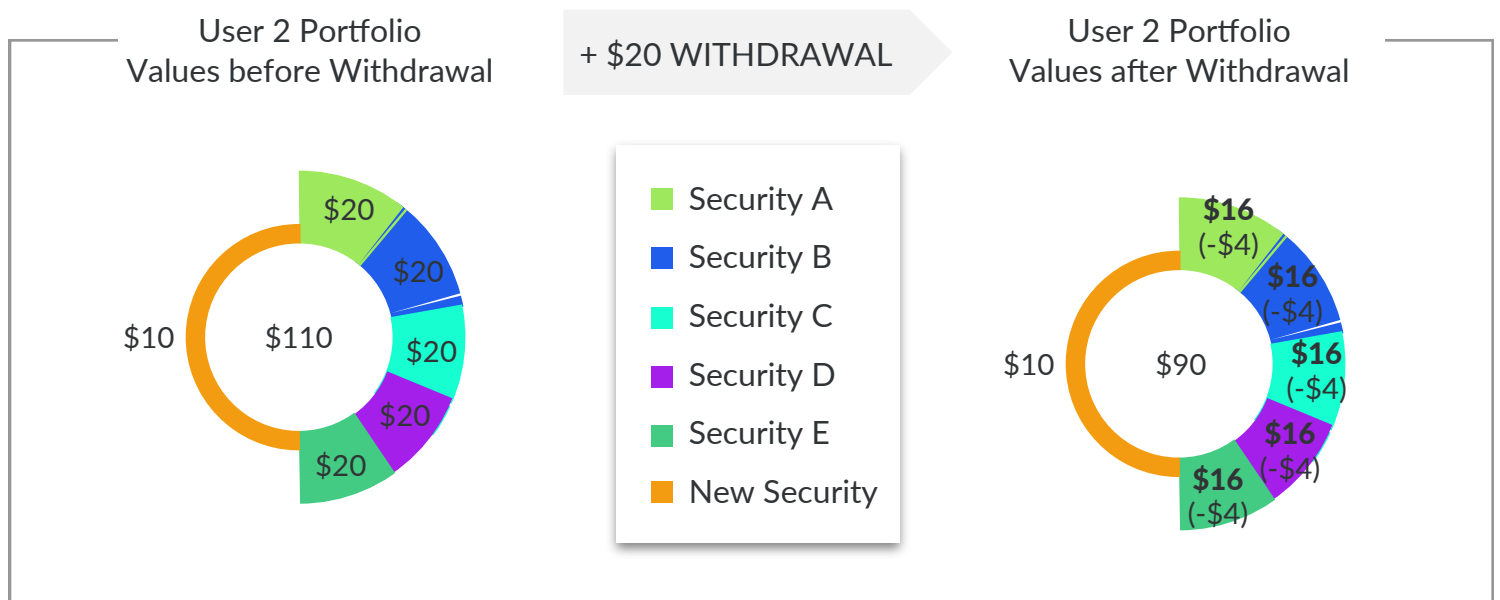 User 2 Portfolio
Values before Withdrawal
+ $20 WITHDRAWAL
User 2 Portfolio
Values after Withdrawal
$20
$20
$20
$20
$20
$10
$110
Security A
Security B
Security C
Security D
Security E
New Security
$16
(-$4)
$16
(-$4)
$16
(-$4)
$16
(-$4)
$16
(-$4)
$10
$90